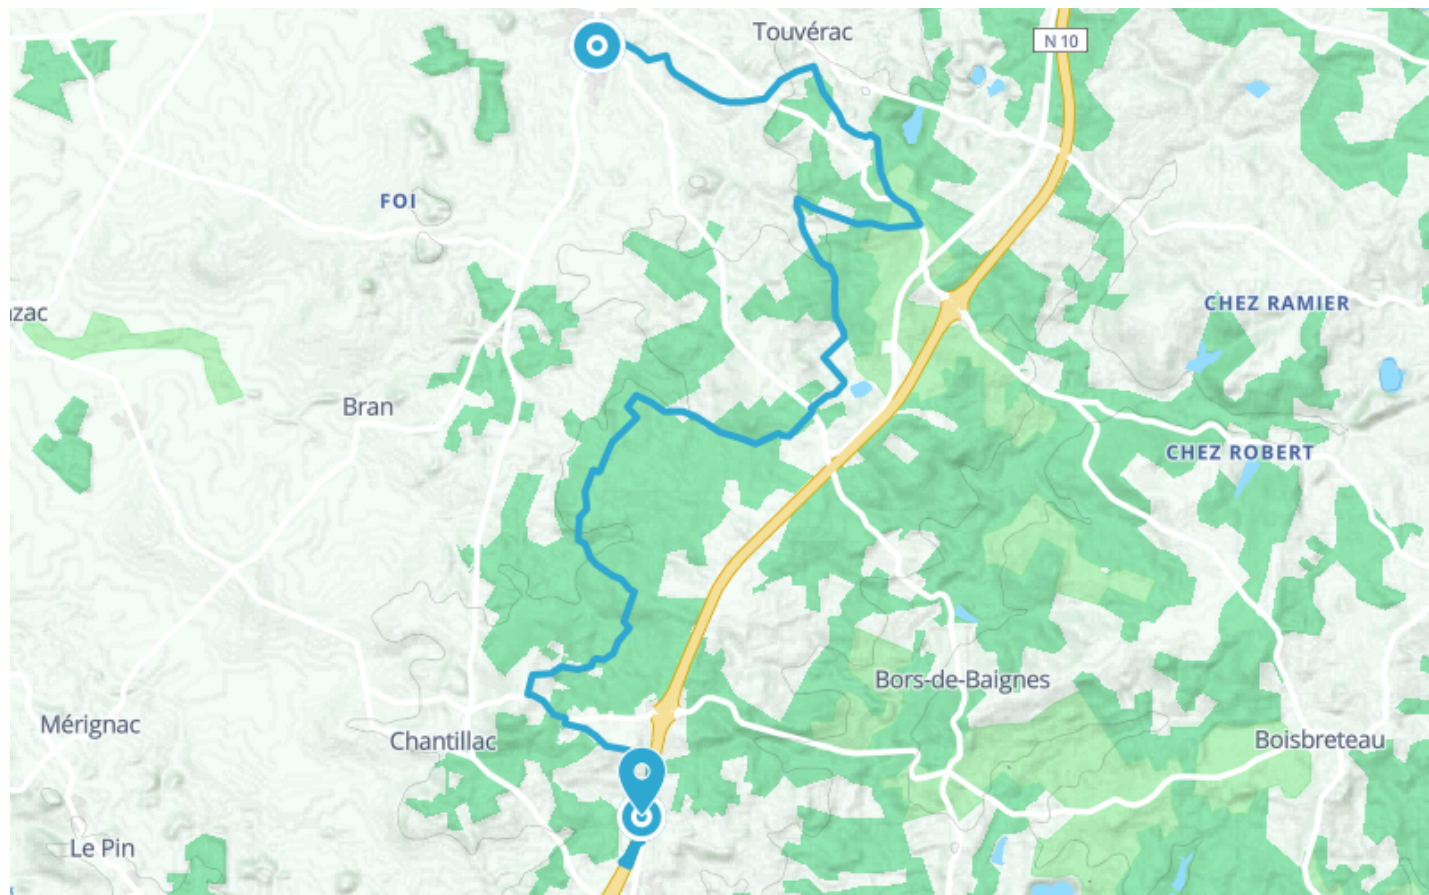 Touvérac
N 10
FOI
CHEZ RAMIER
zac
Bran
CHEZ ROBERT
Bors-de-Baignes
Mérignac
Chantillac
Boisbreteau
Le Pin